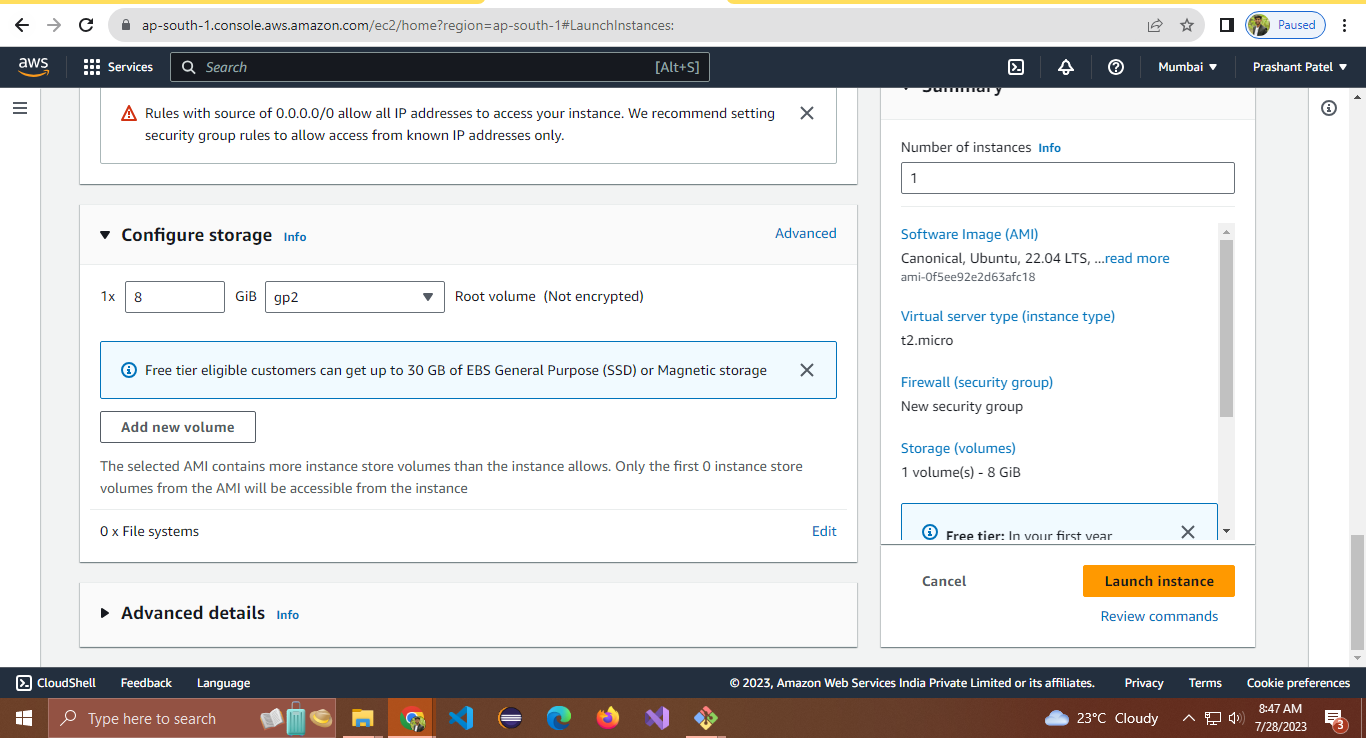 ap-south-1.console.aws.amazon.com/ec2/home?region=ap-south-1#LaunchInstances:
Paused
aws
Services
Search
[Alt+S]
Mumbai
Prashant Patel
Rules with source of 0.0.0.0/0 allow all IP addresses to access your instance. We recommend setting
security group rules to allow access from known IP addresses only.
Configure storage Info
Advanced
1x 8 GiB gp2 Root volume (Not encrypted)
Free tier eligible customers can get up to 30 GB of EBS General Purpose (SSD) or Magnetic storage
Add new volume
The selected AMI contains more instance store volumes than the instance allows. Only the first 0 instance store
volumes from the AMI will be accessible from the instance
0 x File systems
Edit
Advanced details Info
Summary
Number of instances Info
1
Software Image (AMI)
Canonical, Ubuntu, 22.04 LTS, ...read more
ami-0f5ee92e2d63afc18
Virtual server type (instance type)
t2.micro
Firewall (security group)
New security group
Storage (volumes)
1 volume(s) - 8 GiB
Free tier: In your first year
Cancel
Launch instance
Review commands
CloudShell
Feedback
Language
© 2023, Amazon Web Services India Private Limited or its affiliates.
Privacy
Terms
Cookie preferences
Type here to search
23°C Cloudy
8:47 AM
7/28/2023
3